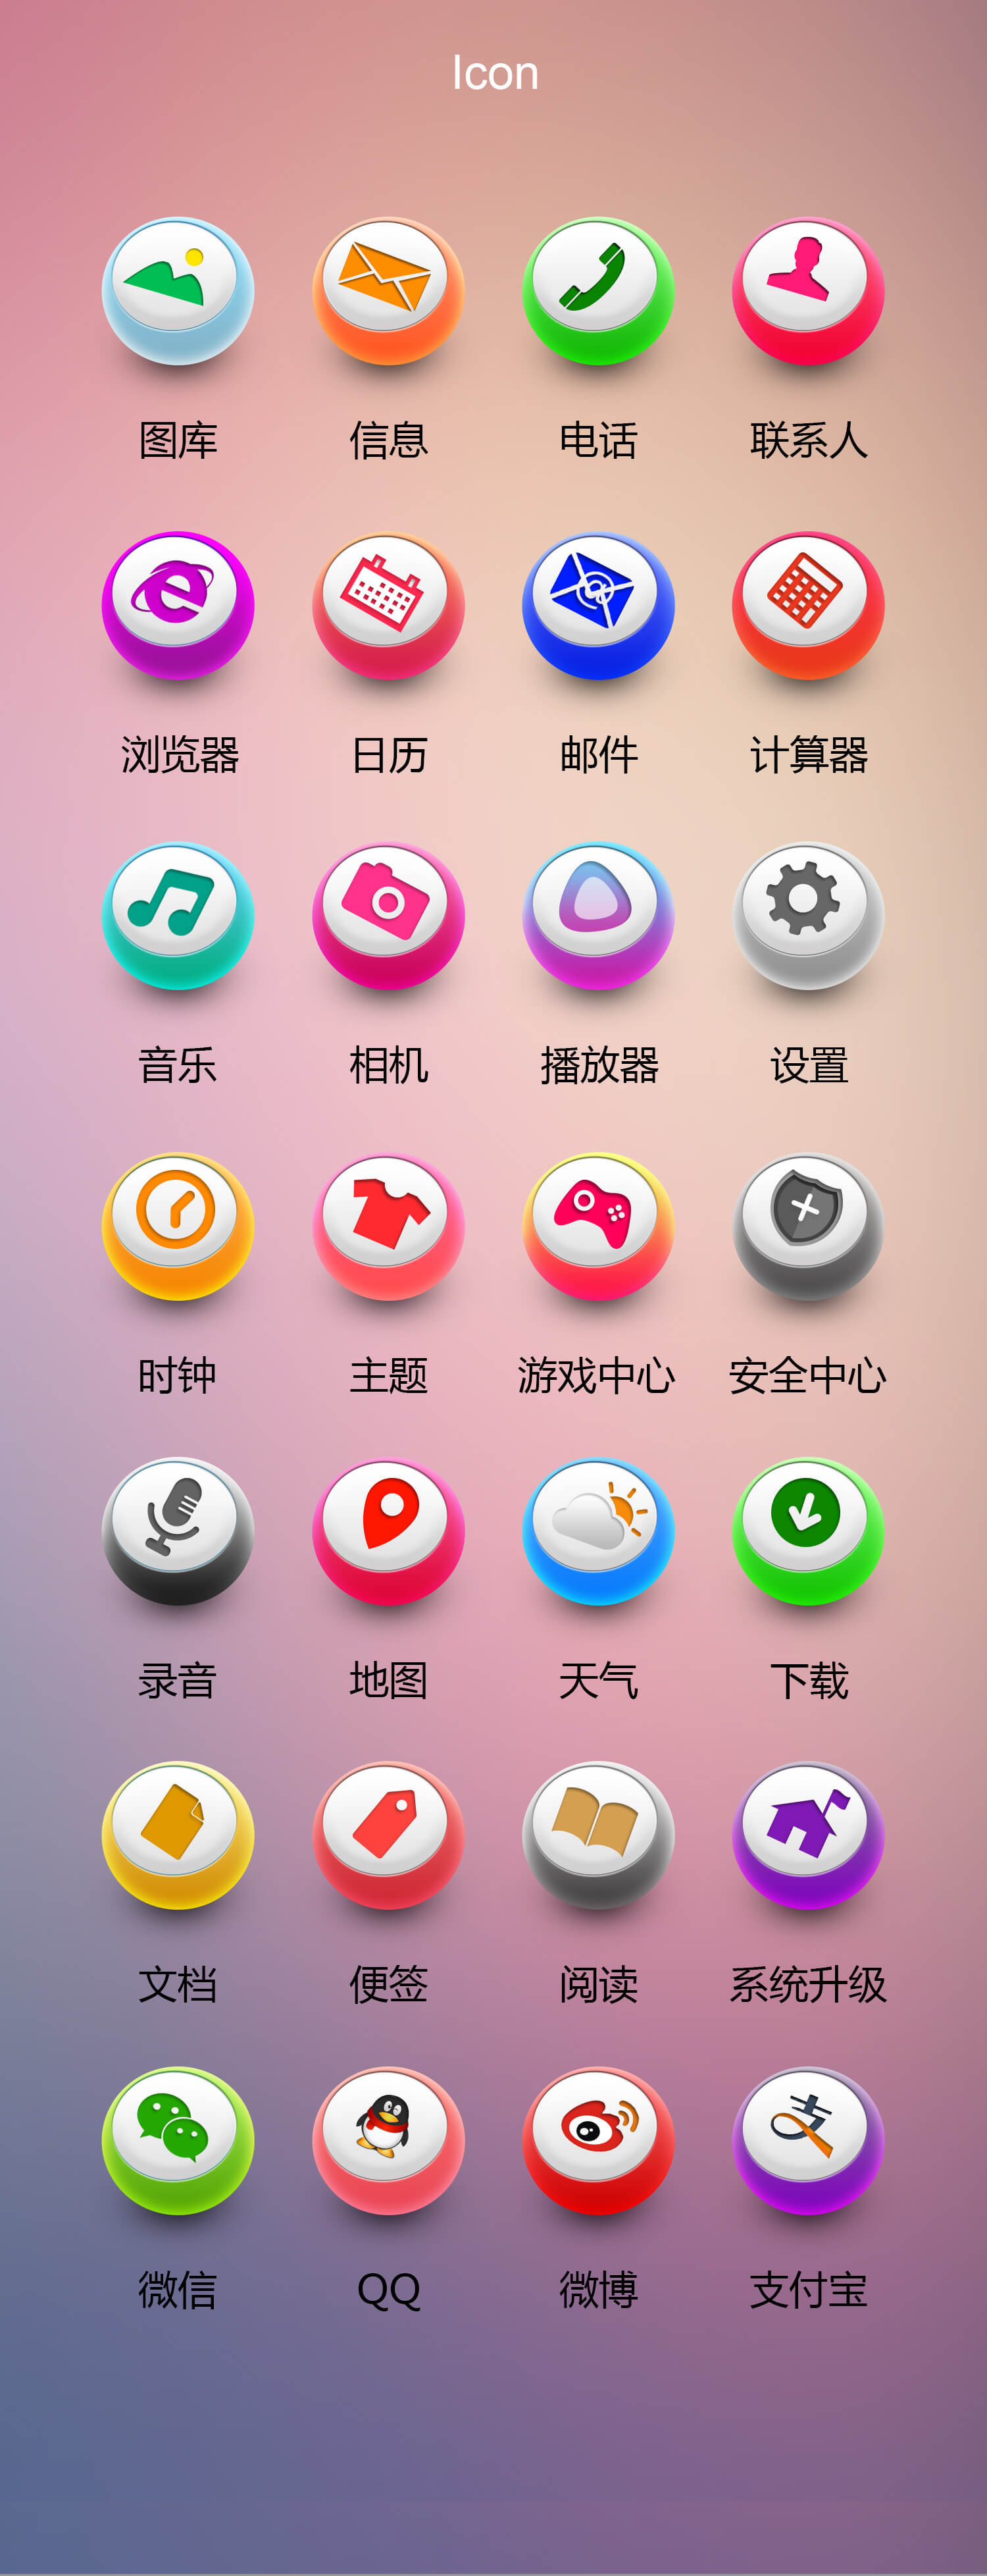 Icon
图库 信息 电话 联系人
浏览器 日历 邮件 计算器
音乐 相机 播放器 设置
时钟 主题 游戏中心 安全中心
录音 地图 天气 下载
文档 便签 阅读 系统升级
微信 QQ 微博 支付宝